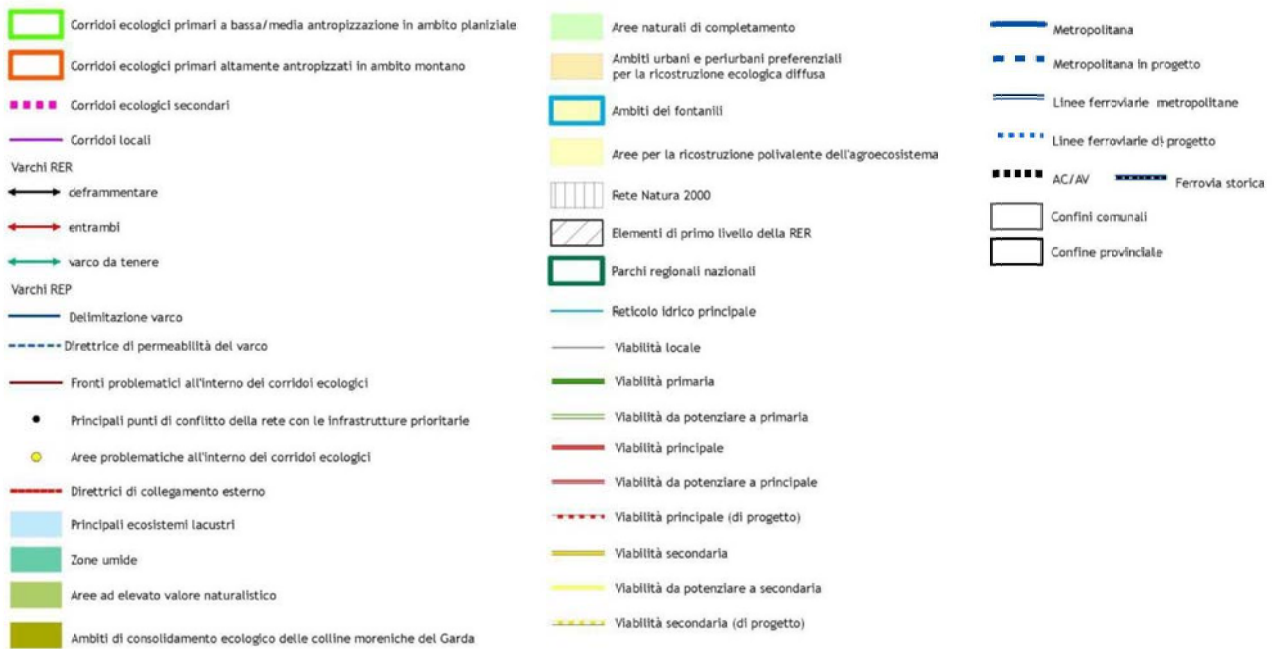 Corridoi ecologici primari a bassa/media antropizzazione in ambito planiziale
Corridoi ecologici primari altamente antropizzati in ambito montano
Corridoi ecologici secondari
Corridoi locali
Varchi RER
deframmentare
entrambi
varco da tenere
Varchi REP
Delimitazione varco
Direttrice di permeabilità del varco
Fronti problematici all'interno dei corridoi ecologici
Principali punti di conflitto della rete con le infrastrutture prioritarie
Aree problematiche all'interno dei corridoi ecologici
Direttrici di collegamento esterno
Principali ecosistemi lacustri
Zone umide
Aree ad elevato valore naturalistico
Ambiti di consolidamento ecologico delle colline moreniche del Garda
Aree naturali di completamento
Ambiti urbani e periurbani preferenziali
per la ricostruzione ecologica diffusa
Ambiti dei fontanili
Aree per la ricostruzione polivalente dell'agroecosistema
Rete Natura 2000
Elementi di primo livello della RER
Parchi regionali nazionali
Reticolo idrico principale
Viabilità locale
Viabilità primaria
Viabilità da potenziare a primaria
Viabilità principale
Viabilità da potenziare a principale
Viabilità principale (di progetto)
Viabilità secondaria
Viabilità da potenziare a secondaria
Viabilità secondaria (di progetto)
Metropolitana
Metropolitana in progetto
Linee ferroviarie metropolitane
Linee ferroviarie di progetto
AC/AV Ferrovia storica
Confini comunali
Confine provinciale